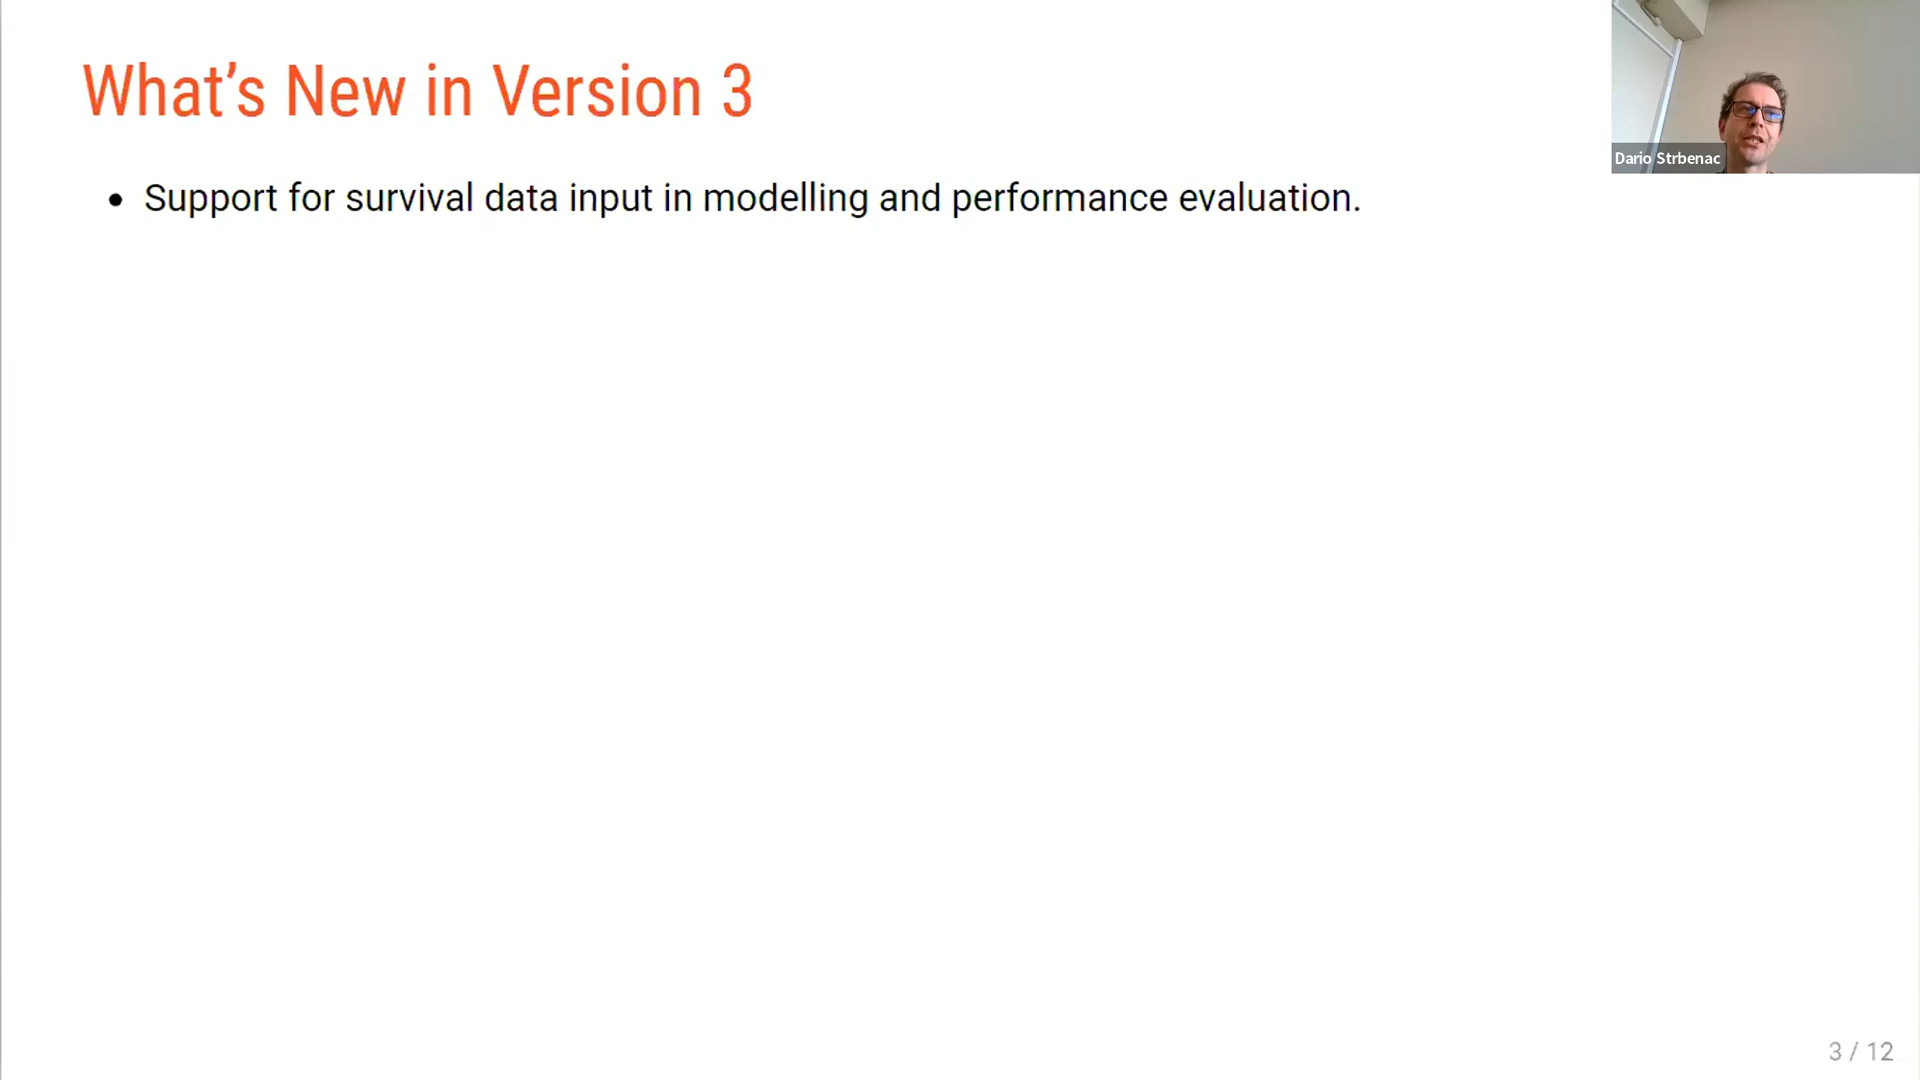 What’s New in Version 3
Dario Strbenac
• Support for survival data input in modelling and performance evaluation.
3 / 12